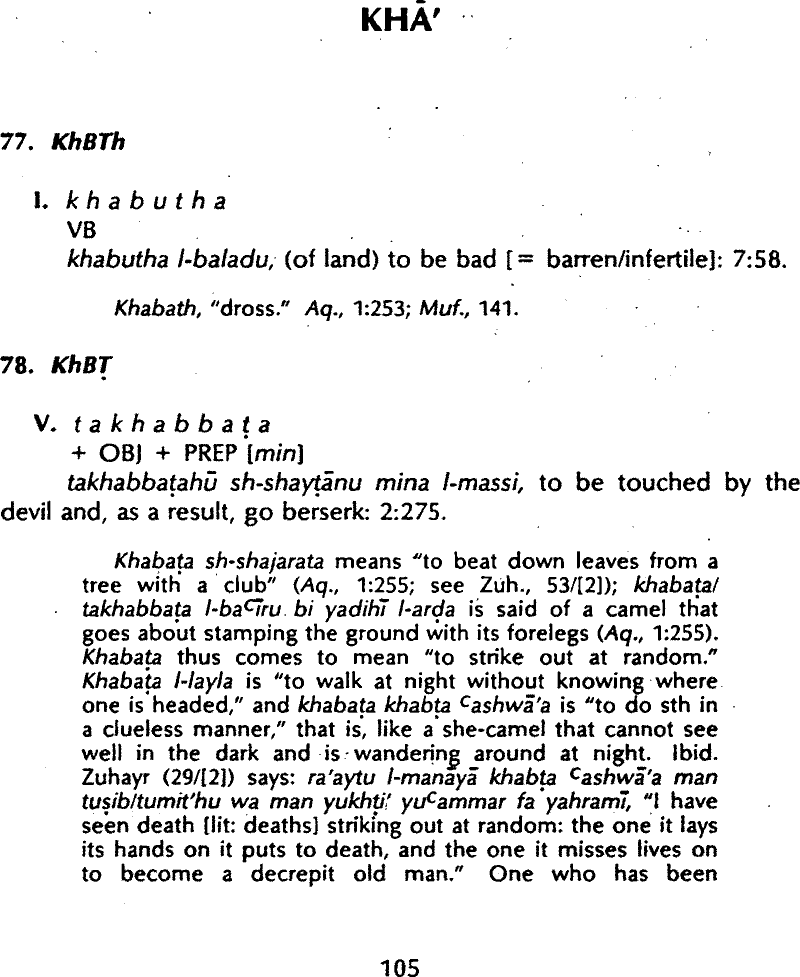 KHĀ'
77. KhBTh
I. k h a b u t h a
VB
khabutha l-baladu, (of land) to be bad [= barren/infertile]: 7:58.
Khabath, "dross." Aq., 1:253; Muf., 141.
78. KhBṬ
V. t a k h a b b a ṭ a
+ OBJ + PREP [min]
takhabbaṭahū sh-shayṭānu mina l-massi, to be touched by the
devil and, as a result, go berserk: 2:275.
Khabaṭa sh-shajarata means "to beat down leaves from a
tree with a club" (Aq., 1:255; see Zuh., 53/[2]); khabaṭa/
takhabbaṭa l-baᶜīru bi yadihī l-arḍa is said of a camel that
goes about stamping the ground with its forelegs (Aq., 1:255).
Khabaṭa thus comes to mean "to strike out at random."
Khabaṭa l-layla is "to walk at night without knowing where
one is headed," and khabaṭa khabṭa ᶜashwā'a is "to do sth in
a clueless manner," that is, like a she-camel that cannot see
well in the dark and is wandering around at night. Ibid.
Zuhayr (29/[2]) says: ra'aytu l-manāyā khabṭa ᶜashwā'a man
tuṣib/tumit'hu wa man yukhṭi' yuᶜammar fa yahramī, "I have
seen death [lit: deaths] striking out at random: the one it lays
its hands on it puts to death, and the one it misses lives on
to become a decrepit old man." One who has been
105